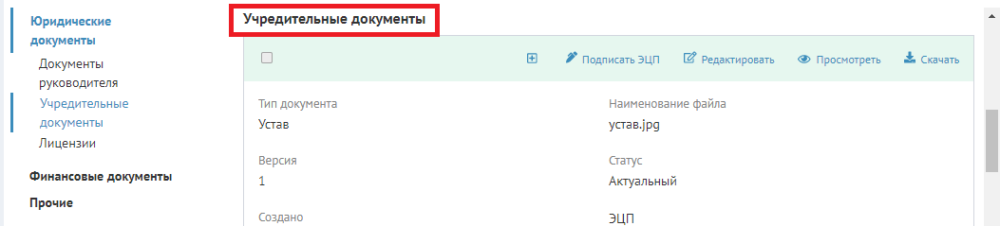 Юридические
документы
Документы
руководителя
Учредительные
документы
Лицензии
Финансовые документы
Прочие
Учредительные документы
Подписать ЭЦП Редактировать Просмотреть Скачать
Тип документа Наименование файла
Устав устав.jpg
Версия Статус
1 Актуальный
Создано ЭЦП